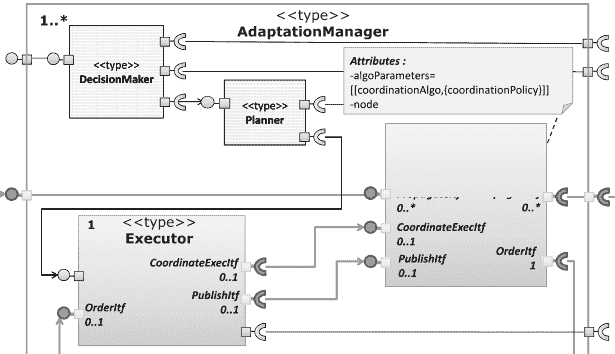 <<type>>
AdaptationManager
1..*
<<type>>
DecisionMaker
Attributes :
-algoParameters=
[[coordinationAlgo,{coordinationPolicy}]]
-node
<<type>>
Planner
0..*
0..*
1
<<type>>
Executor
CoordinateExecItf
0..1
CoordinateExecItf
0..1
PublishItf
0..1
OrderItf
1
PublishItf
0..1
OrderItf
0..1